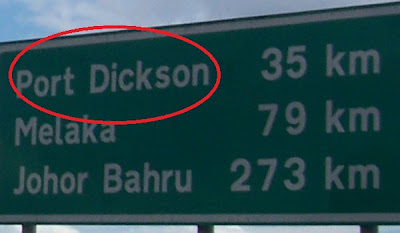 Port Dickson 35 km
Melaka 79 km
Johor Bahru 273 km